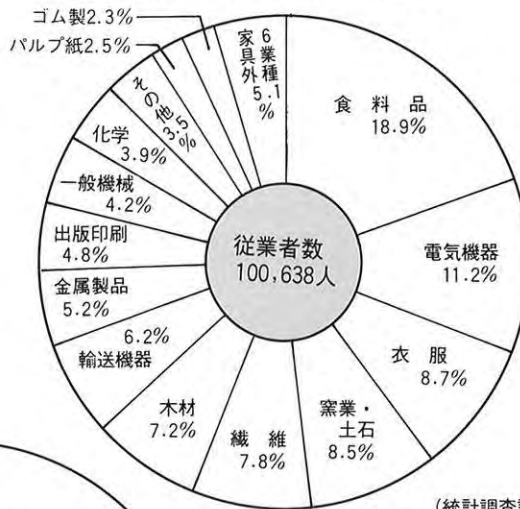 ゴム製2.3%
パルプ紙2.5%
その他
3.5%
家具外
6業種
5.1%
食料品
18.9%
電気機器
11.2%
衣服
8.7%
窯業・
土石
8.5%
繊維
7.8%
木材
7.2%
6.2%
輸送機器
金属製品
5.2%
出版印刷
4.8%
一般機械
4.2%
化学
3.9%
従業者数
100,638人
(統計調査